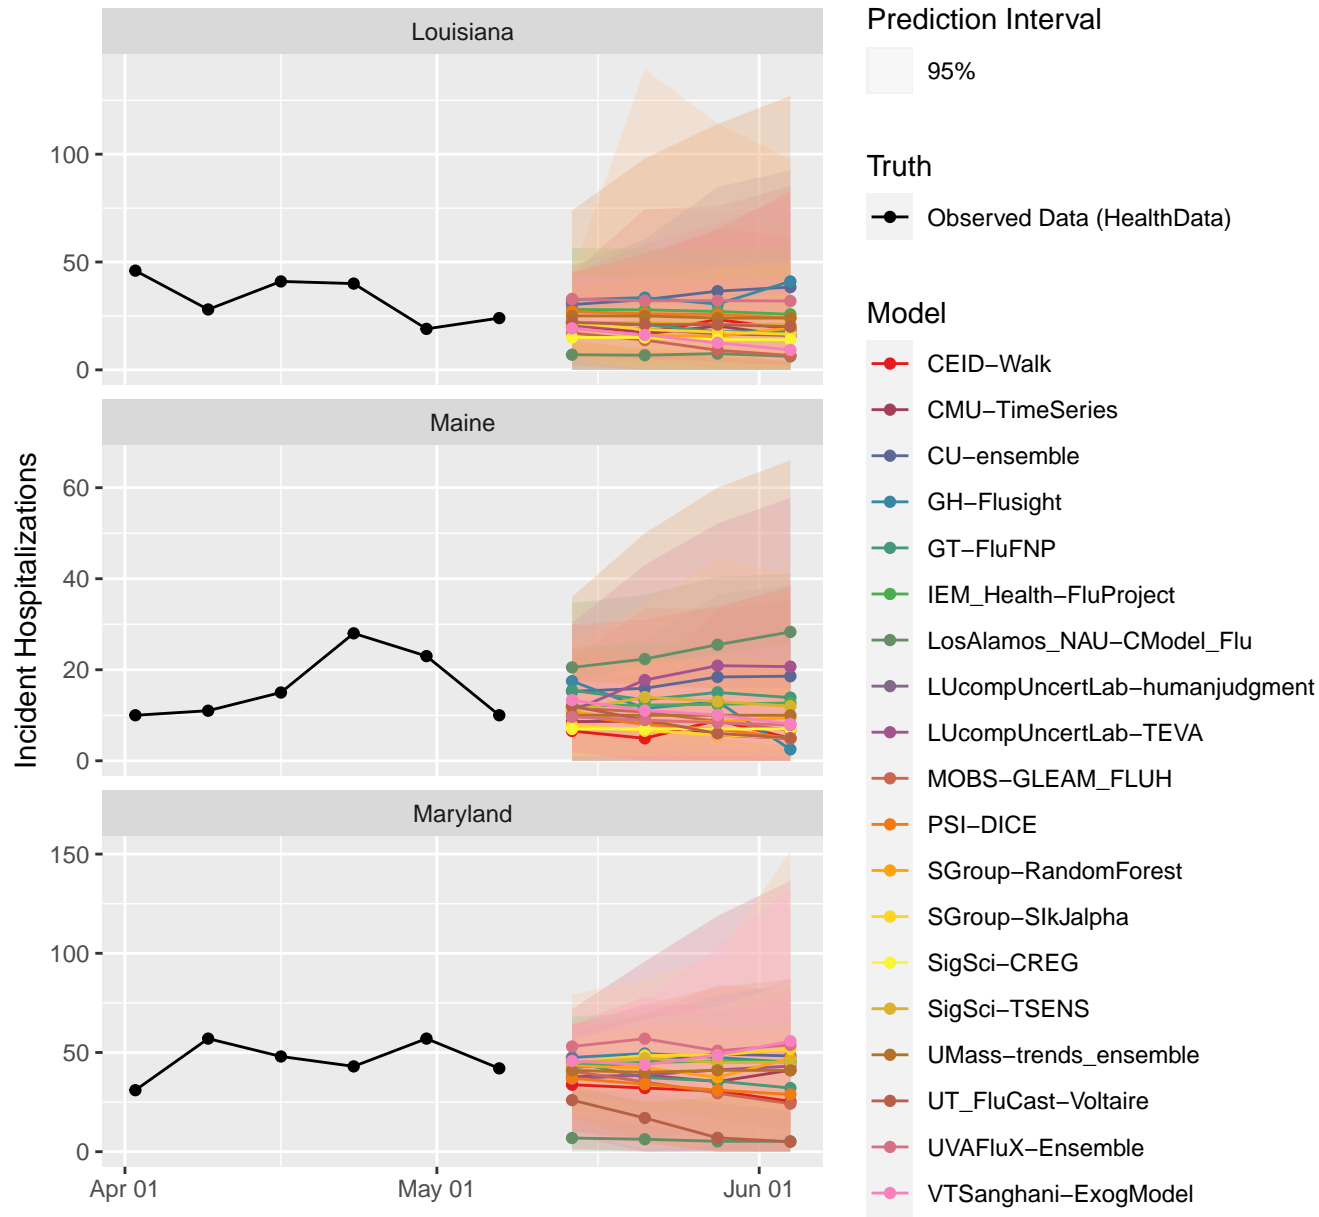 Louisiana
100
50
0
Maine
60
40
20
0
Maryland
150
100
50
0
Apr 01
May 01
Jun 01
Incident Hospitalizations
Prediction Interval
95%
Truth
Observed Data (HealthData)
Model
CEID−Walk
CMU−TimeSeries
CU−ensemble
GH−Flusight
GT−FluFNP
IEM_Health−FluProject
LosAlamos_NAU−CModel_Flu
LUcompUncertLab−humanjudgment
LUcompUncertLab−TEVA
MOBS−GLEAM_FLUH
PSI−DICE
SGroup−RandomForest
SGroup−SIkJalpha
SigSci−CREG
SigSci−TSENS
UMass−trends_ensemble
UT_FluCast−Voltaire
UVAFluX−Ensemble
VTSanghani−ExogModel